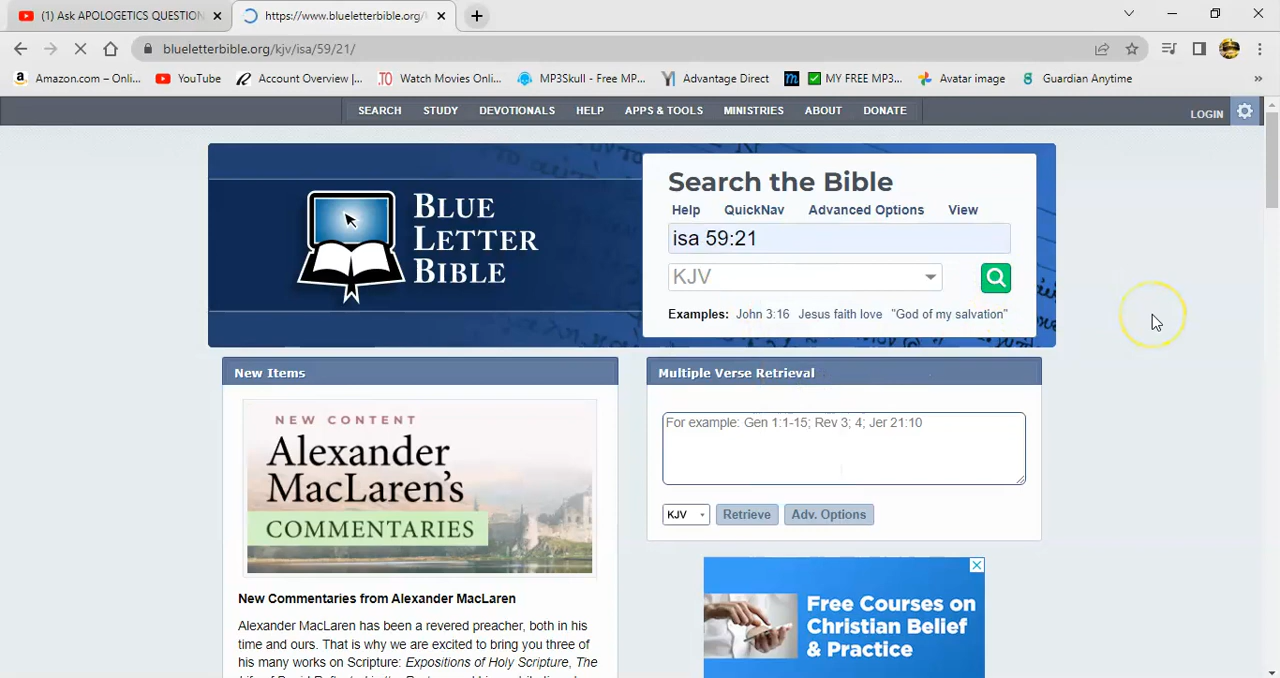 (1) Ask APOLOGETICS QUESTION
https://www.blueletterbible.org/
blueletterbible.org/kjv/isa/59/21/
Amazon.com – Onli...
YouTube
Account Overview |...
TO Watch Movies Onli...
MP3Skull - Free MP...
Advantage Direct
MY FREE MP3...
Avatar image
Guardian Anytime
»
SEARCH STUDY DEVOTIONALS HELP APPS & TOOLS MINISTRIES ABOUT DONATE
LOGIN
BLUE
LETTER
BIBLE
Search the Bible
Help QuickNav Advanced Options View
isa 59:21
KJV
Examples: John 3:16 Jesus faith love "God of my salvation"
New Items
NEW CONTENT
Alexander
MacLaren's
COMMENTARIES
New Commentaries from Alexander MacLaren
Alexander MacLaren has been a revered preacher, both in his
time and ours. That is why we are excited to bring you three of
his many works on Scripture: Expositions of Holy Scripture, The
Multiple Verse Retrieval
For example: Gen 1:1-15; Rev 3; 4; Jer 21:10
KJV Retrieve Adv. Options
Free Courses on
Christian Belief
& Practice